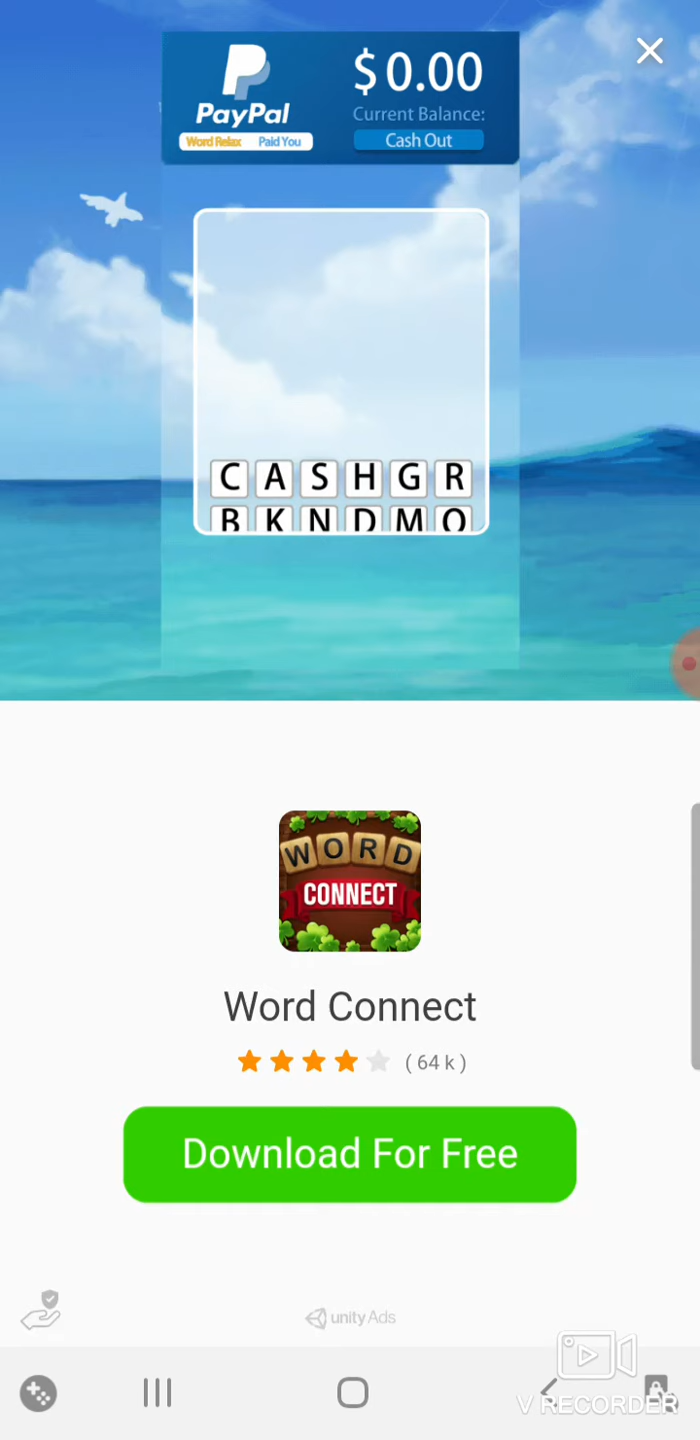 $0.00
PayPal
Current Balance:
Word Relax Paid You
Cash Out
C A S H G R
B K N D M O
WORD
CONNECT
Word Connect
( 64 k )
Download For Free
unity Ads
V RECORDER